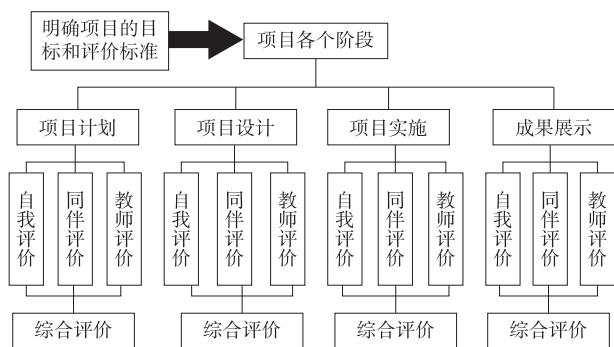 明确项目的目
标和评价标准
项目各个阶段
项目计划
项目设计
项目实施
成果展示
自我评价
同伴评价
教师评价
自我评价
同伴评价
教师评价
自我评价
同伴评价
教师评价
自我评价
同伴评价
教师评价
综合评价
综合评价
综合评价
综合评价